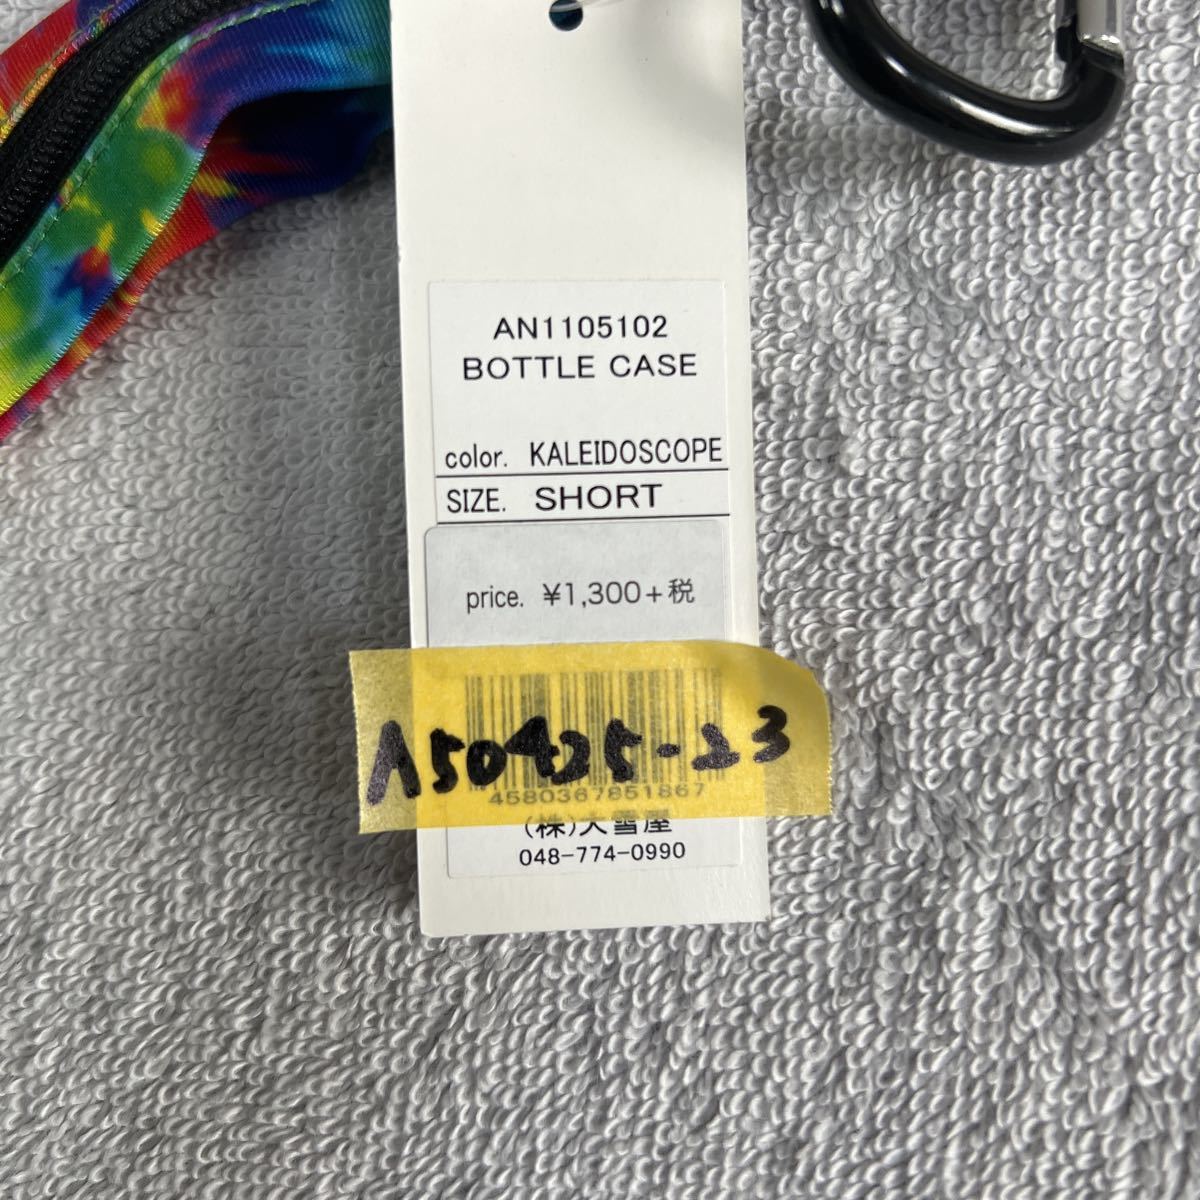 AN1105102
BOTTLE CASE
color. KALEIDOSCOPE
SIZE. SHORT
price. ¥1,300+税
A50425-23
4580367851867
(株)大雪屋
048-774-0990